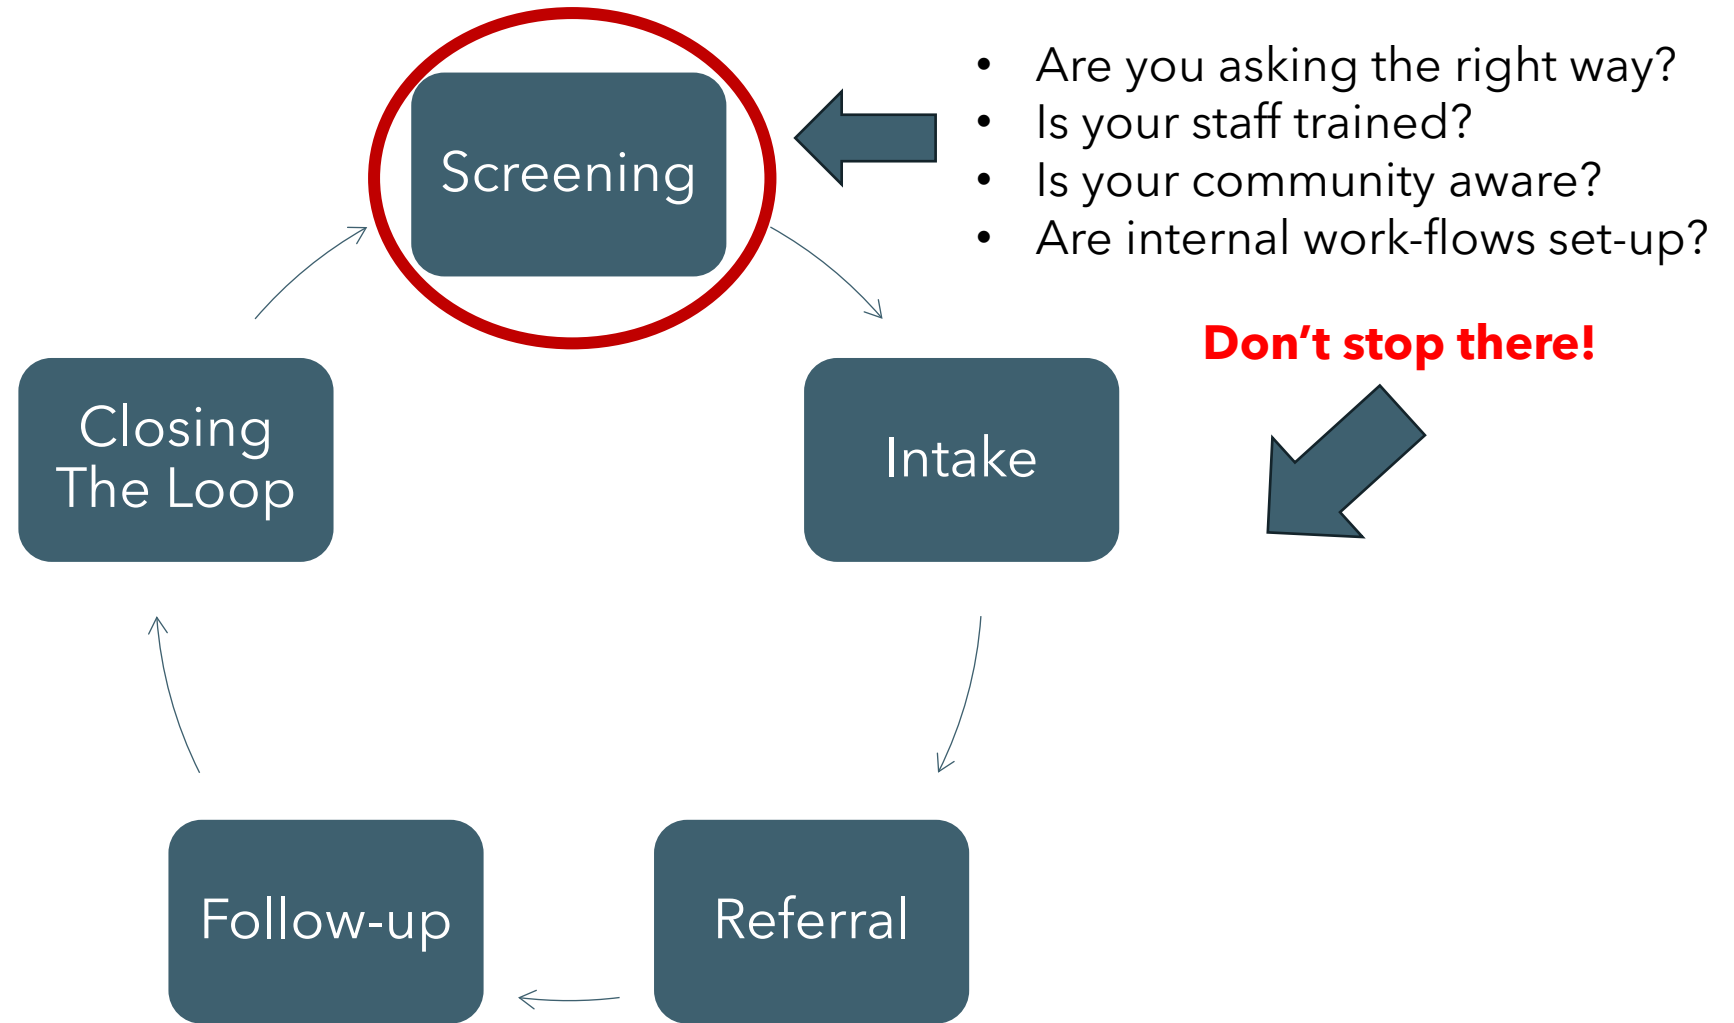 Screening
• Are you asking the right way?
• Is your staff trained?
• Is your community aware?
• Are internal work-flows set-up?
Don’t stop there!
Intake
Referral
Follow-up
Closing
The Loop